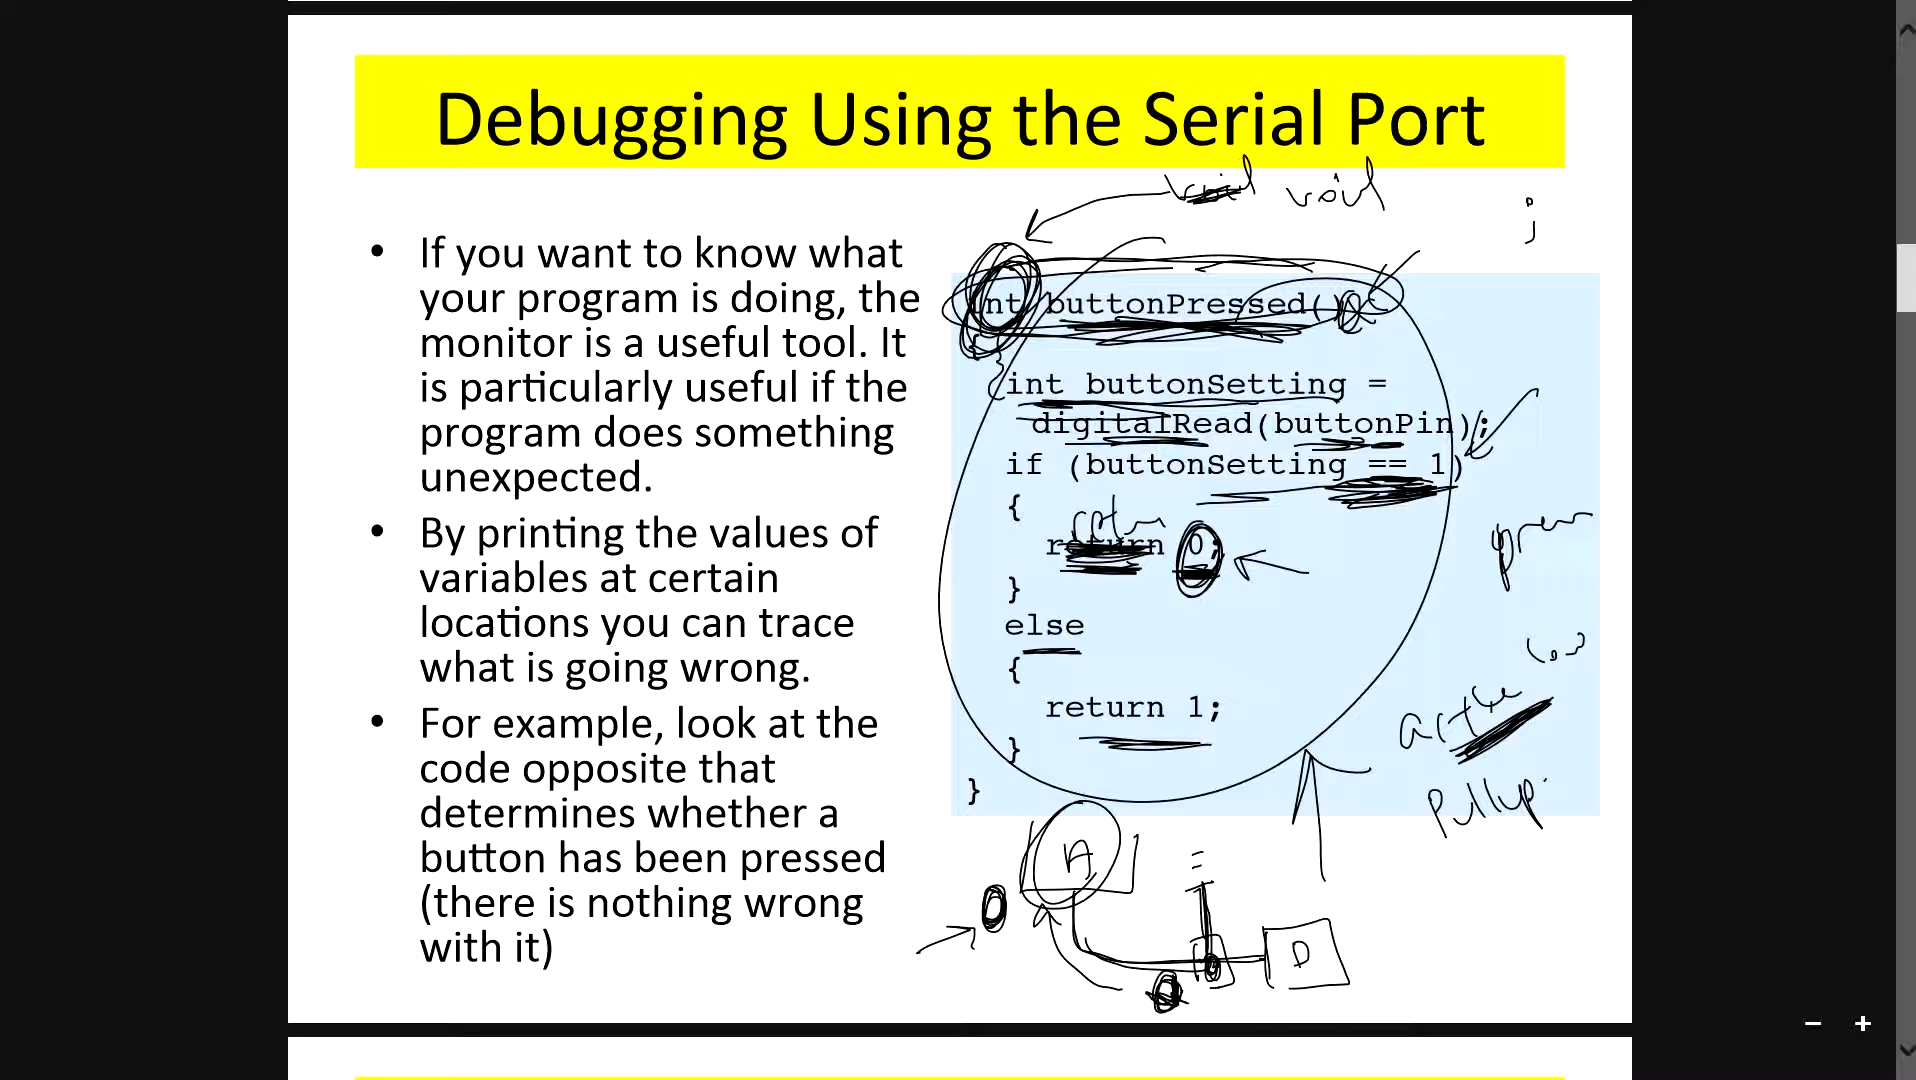 Debugging Using the Serial Port
void void
;
• If you want to know what
your program is doing, the
monitor is a useful tool. It
is particularly useful if the
program does something
unexpected.
• By printing the values of
variables at certain
locations you can trace
what is going wrong.
• For example, look at the
code opposite that
determines whether a
button has been pressed
(there is nothing wrong
with it)
int buttonPressed()
{
int buttonSetting =
digitalRead(buttonPin);
if (buttonSetting == 1)
{
return 0;
}
else
{
return 1;
}
}
low
active
Pullup
A
0
D
− +